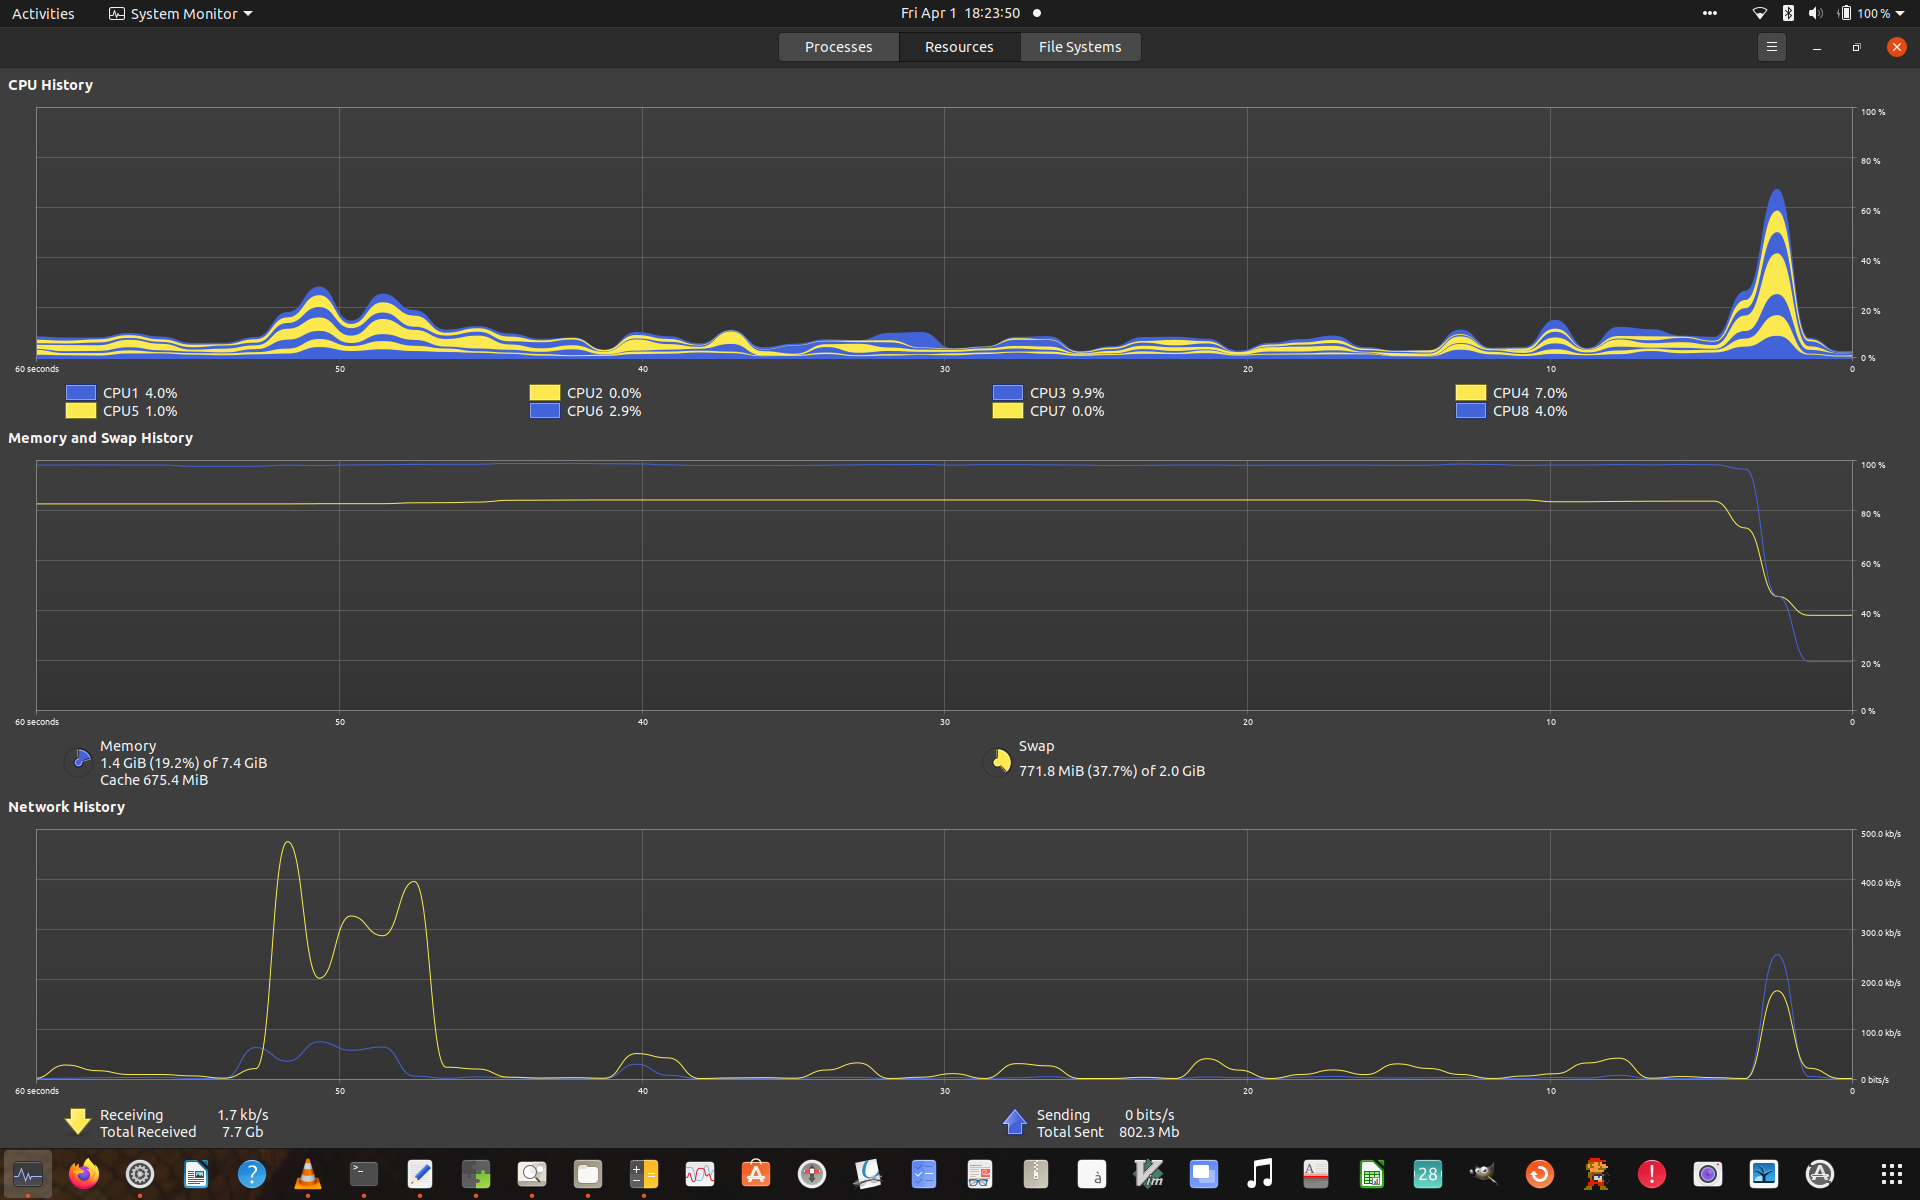 Activities System Monitor Fri Apr 1 18:23:50 100 %
Processes Resources File Systems
CPU History
100 %
80 %
60 %
40 %
20 %
0 %
60 seconds 50 40 30 20 10 0
CPU1 4.0% CPU2 0.0% CPU3 9.9% CPU4 7.0%
CPU5 1.0% CPU6 2.9% CPU7 0.0% CPU8 4.0%
Memory and Swap History
100 %
80 %
60 %
40 %
20 %
0 %
60 seconds 50 40 30 20 10 0
Memory
1.4 GiB (19.2%) of 7.4 GiB
Cache 675.4 MiB
Swap
771.8 MiB (37.7%) of 2.0 GiB
Network History
500.0 kb/s
400.0 kb/s
300.0 kb/s
200.0 kb/s
100.0 kb/s
0 bits/s
60 seconds 50 40 30 20 10 0
Receiving 1.7 kb/s Sending 0 bits/s
Total Received 7.7 Gb Total Sent 802.3 Mb
? >_ à Vim A 28 !